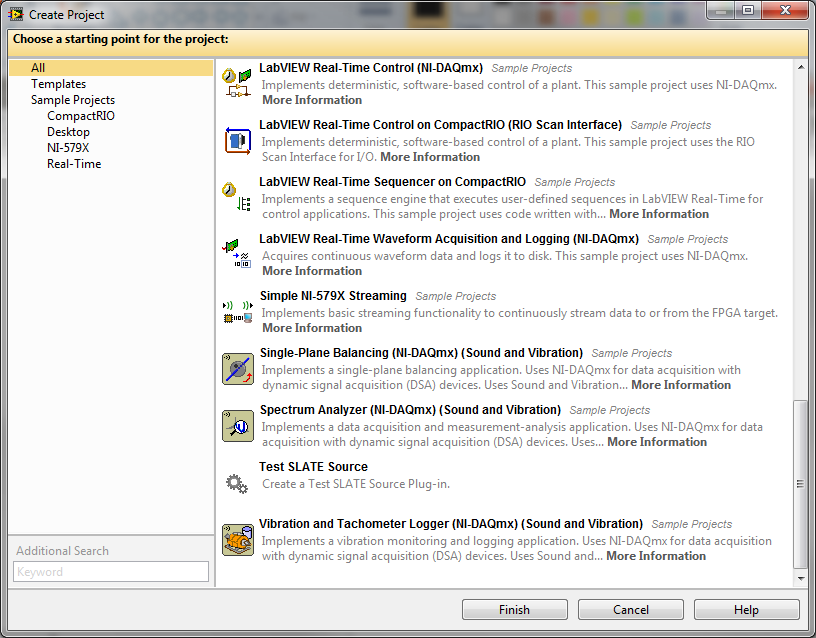 Create Project
Choose a starting point for the project:
All
Templates
Sample Projects
CompactRIO
Desktop
NI-579X
Real-Time
Additional Search
Keyword
LabVIEW Real-Time Control (NI-DAQmx) Sample Projects
Implements deterministic, software-based control of a plant. This sample project uses NI-DAQmx.
More Information
LabVIEW Real-Time Control on CompactRIO (RIO Scan Interface) Sample Projects
Implements deterministic, software-based control of a plant. This sample project uses the RIO
Scan Interface for I/O. More Information
LabVIEW Real-Time Sequencer on CompactRIO Sample Projects
Implements a sequence engine that executes user-defined sequences in LabVIEW Real-Time for
control applications. This sample project uses code written with... More Information
LabVIEW Real-Time Waveform Acquisition and Logging (NI-DAQmx) Sample Projects
Acquires continuous waveform data and logs it to disk. This sample project uses NI-DAQmx.
More Information
Simple NI-579X Streaming Sample Projects
Implements basic streaming functionality to continuously stream data to or from the FPGA target.
More Information
Single-Plane Balancing (NI-DAQmx) (Sound and Vibration) Sample Projects
Implements a single-plane balancing application. Uses NI-DAQmx for data acquisition with
dynamic signal acquisition (DSA) devices. Uses Sound and Vibration... More Information
Spectrum Analyzer (NI-DAQmx) (Sound and Vibration) Sample Projects
Implements a data acquisition and measurement-analysis application. Uses NI-DAQmx for data
acquisition with dynamic signal acquisition (DSA) devices. Uses... More Information
Test SLATE Source
Create a Test SLATE Source Plug-in.
Vibration and Tachometer Logger (NI-DAQmx) (Sound and Vibration) Sample Projects
Implements a vibration monitoring and logging application. Uses NI-DAQmx for data acquisition
with dynamic signal acquisition (DSA) devices. Uses Sound and... More Information
Finish
Cancel
Help